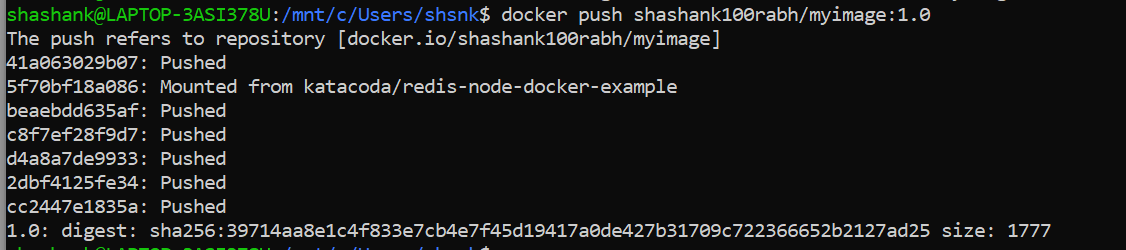 shashank@LAPTOP-3ASI378U:/mnt/c/Users/shsnk$ docker push shashank100rabh/myimage:1.0
The push refers to repository [docker.io/shashank100rabh/myimage]
41a063029b07: Pushed
5f70bf18a086: Mounted from katacoda/redis-node-docker-example
beaebdd635af: Pushed
c8f7ef28f9d7: Pushed
d4a8a7de9933: Pushed
2dbf4125fe34: Pushed
cc2447e1835a: Pushed
1.0: digest: sha256:39714aa8e1c4f833e7cb4e7f45d19417a0de427b31709c722366652b2127ad25 size: 1777